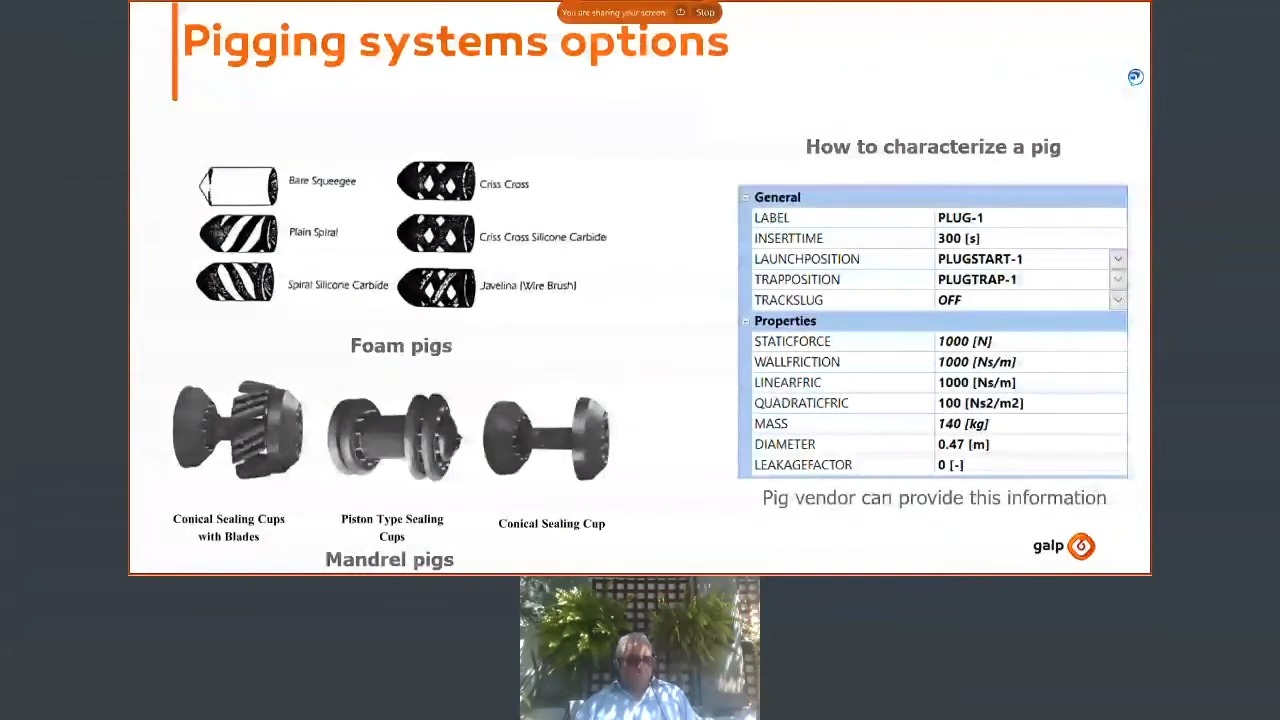 You are sharing your screen
Stop
Pigging systems options
Bare Squeegee
Criss Cross
Plain Spiral
Criss Cross Silicone Carbide
Spiral Silicone Carbide
Javelina (Wire Brush)
Foam pigs
Conical Sealing Cups
with Blades
Piston Type Sealing
Cups
Conical Sealing Cup
Mandrel pigs
How to characterize a pig
General
LABEL PLUG-1
INSERTTIME 300 [s]
LAUNCHPOSITION PLUGSTART-1
TRAPPOSITION PLUGTRAP-1
TRACKSLUG OFF
Properties
STATICFORCE 1000 [N]
WALLFRICTION 1000 [Ns/m]
LINEARFRIC 1000 [Ns/m]
QUADRATICFRIC 100 [Ns2/m2]
MASS 140 [kg]
DIAMETER 0.47 [m]
LEAKAGEFACTOR 0 [-]
Pig vendor can provide this information
galp